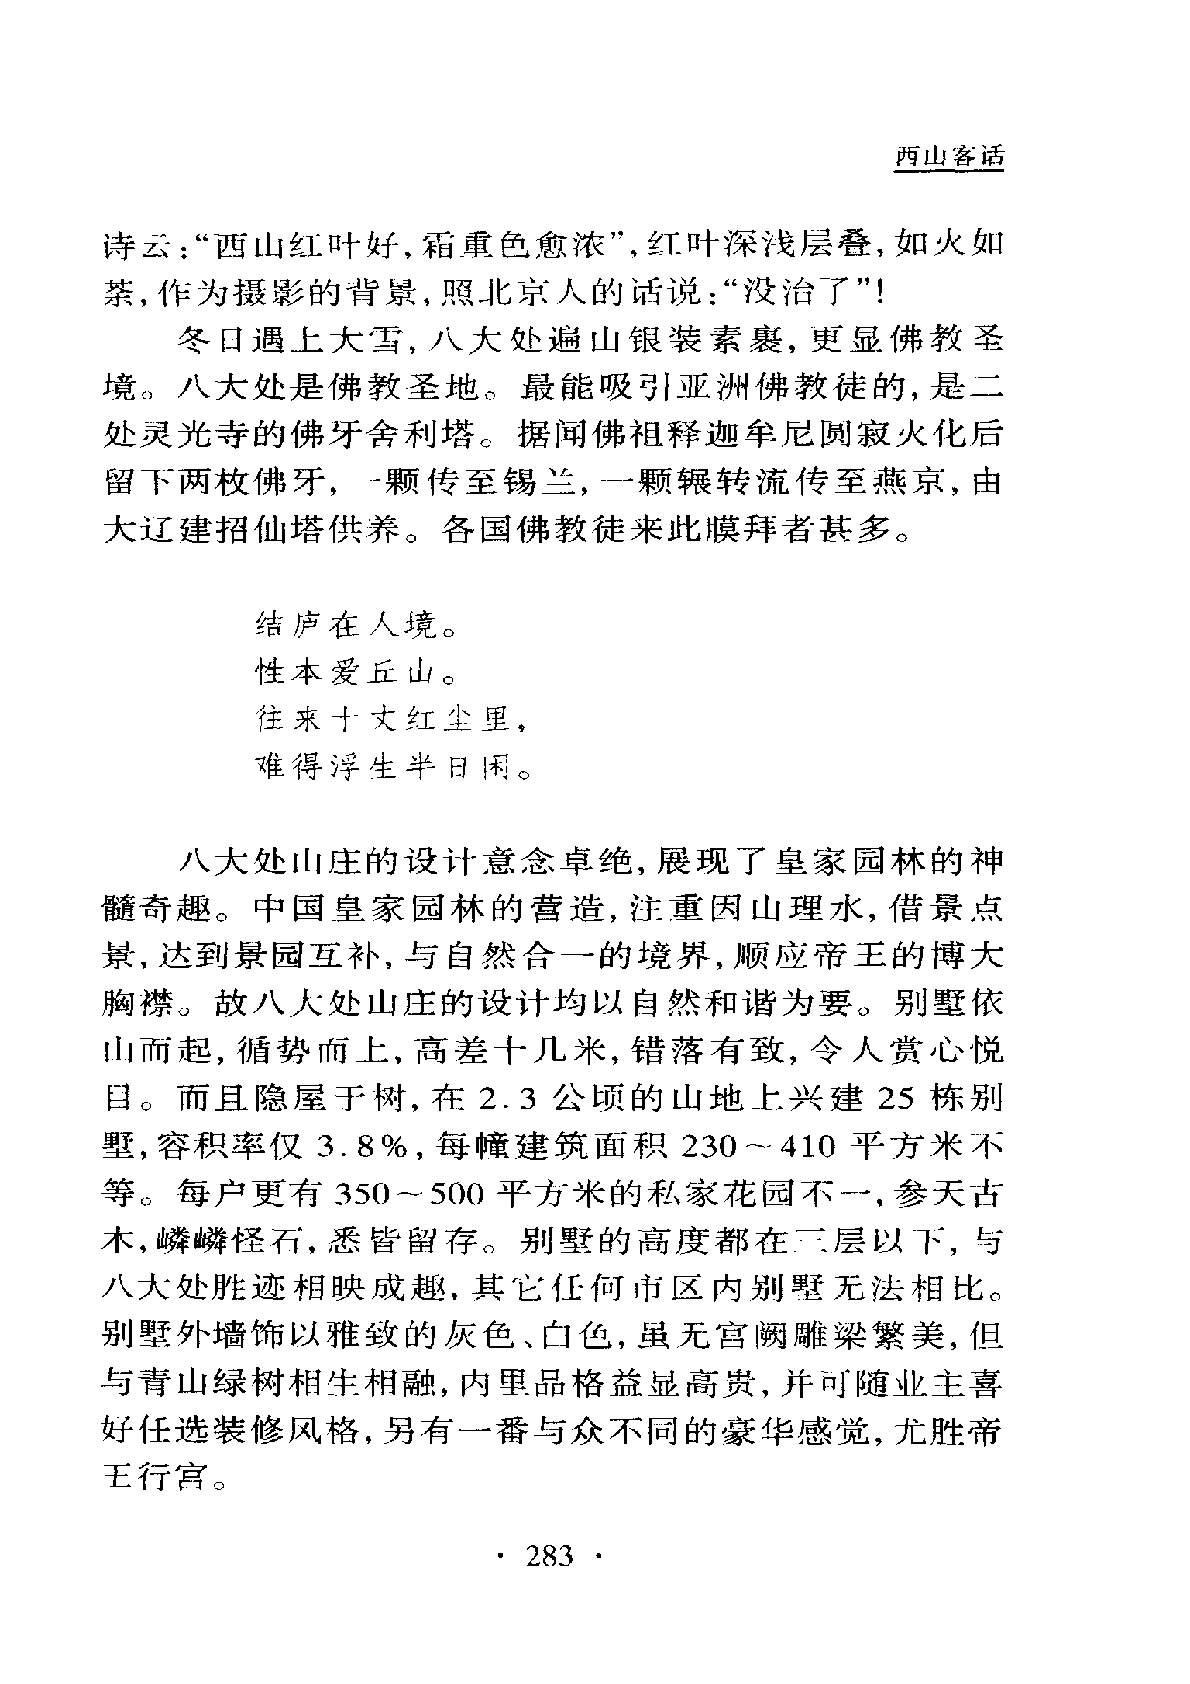 西山客话
诗云:“西山红叶好,霜重色愈浓”,红叶深浅层叠,如火如
荼,作为摄影的背景,照北京人的话说:“没治了”!
冬日遇上大雪,八大处遍山银装素裹,更显佛教圣
境。八大处是佛教圣地。最能吸引亚洲佛教徒的,是二
处灵光寺的佛牙舍利塔。据闻佛祖释迦牟尼圆寂火化后
留下两枚佛牙,一颗传至锡兰,一颗辗转流传至燕京,由
大辽建招仙塔供养。各国佛教徒来此膜拜者甚多。
结庐在人境。
性本爱丘山。
往来十丈红尘里,
难得浮生半日闲。
八大处山庄的设计意念卓绝,展现了皇家园林的神
髓奇趣。中国皇家园林的营造,注重因山理水,借景点
景,达到景园互补,与自然合一的境界,顺应帝王的博大
胸襟。故八大处山庄的设计均以自然和谐为要。别墅依
山而起,循势而上,高差十几米,错落有致,令人赏心悦
目。而且隐屋于树,在 2.3 公顷的山地上兴建 25 栋别
墅,容积率仅 3.8%,每幢建筑面积 230～410 平方米不
等。每户更有 350～500 平方米的私家花园不一,参天古
木,嶙嶙怪石,悉皆留存。别墅的高度都在三层以下,与
八大处胜迹相映成趣,其它任何市区内别墅无法相比。
别墅外墙饰以雅致的灰色、白色,虽无宫阙雕梁繁美,但
与青山绿树相生相融,内里品格益显高贵,并可随业主喜
好任选装修风格,另有一番与众不同的豪华感觉,尤胜帝
王行宫。
· 283 ·